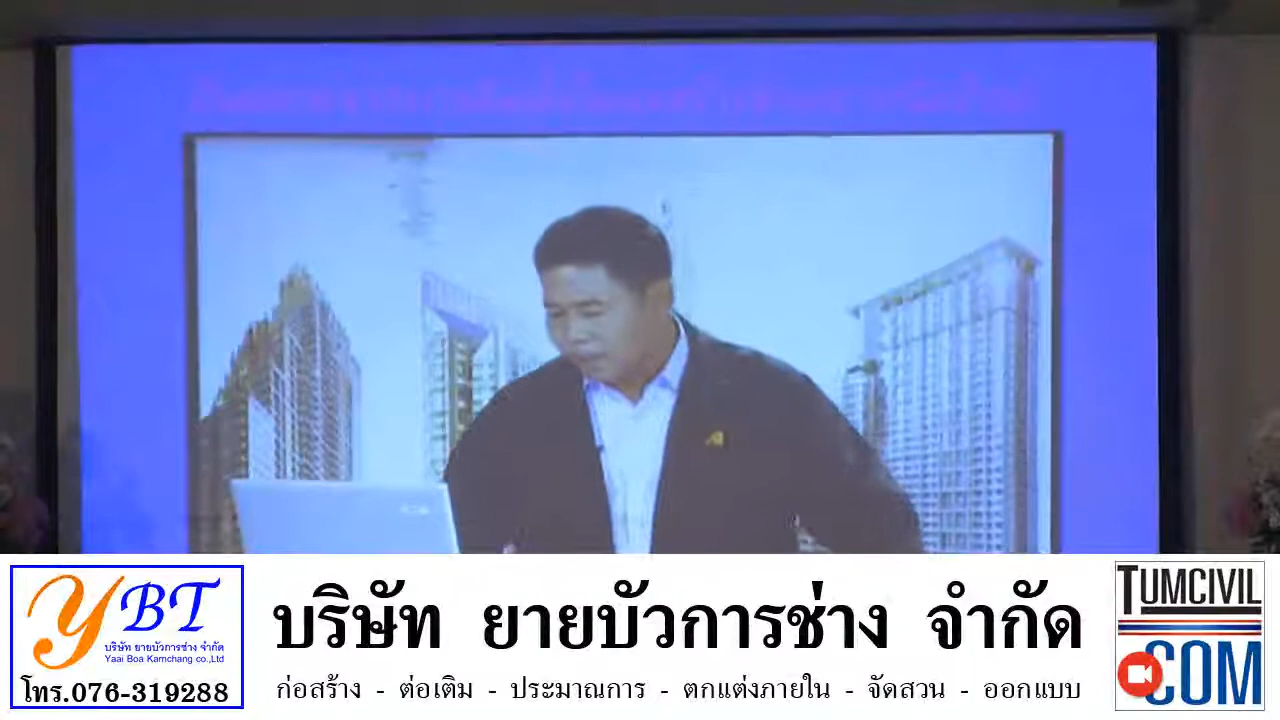 YBT
บริษัท ยายบัวการช่าง จำกัด
Yaai Boa Karnchang co.,Ltd
โทร.076-319288
บริษัท ยายบัวการช่าง จำกัด
ก่อสร้าง - ต่อเติม - ประมาณการ - ตกแต่งภายใน - จัดสวน - ออกแบบ
TUMCIVIL
COM